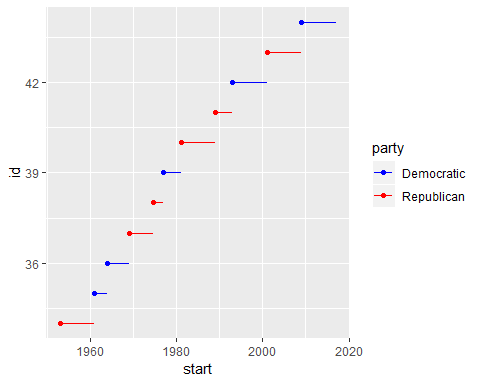 42
39
36
id
1960 1980 2000 2020
start
party
Democratic
Republican